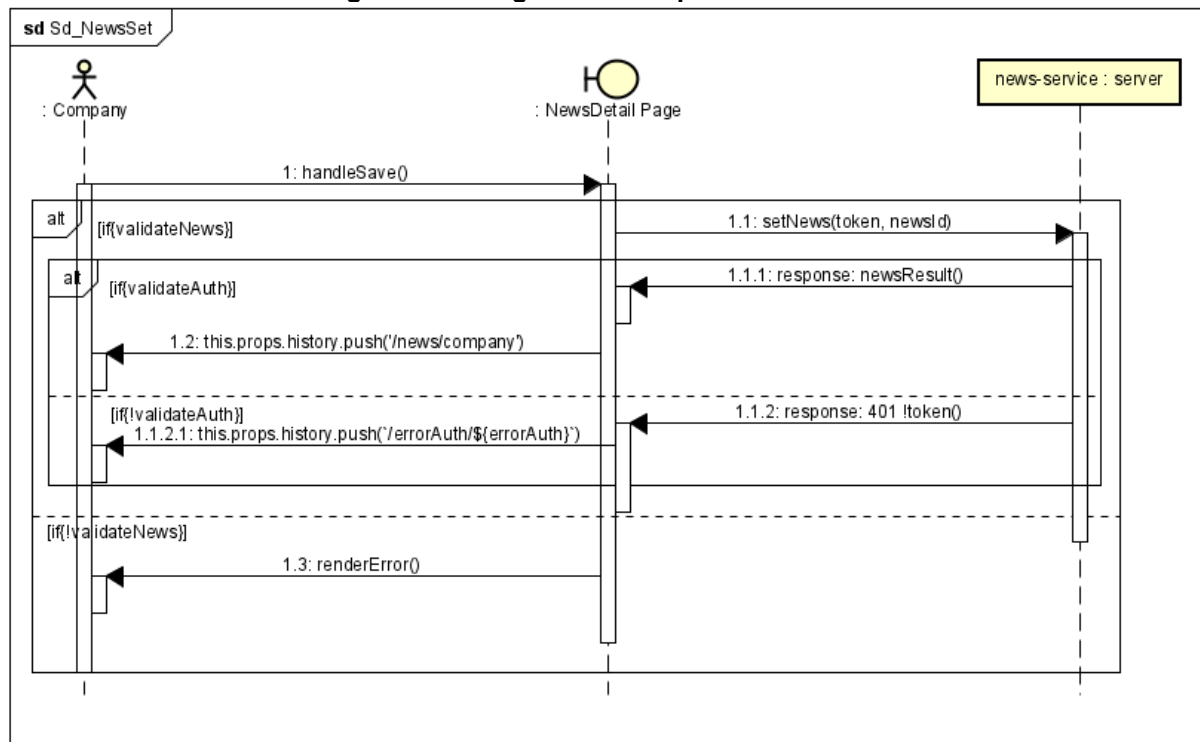 sd Sd_NewsSet
: Company
: NewsDetail Page
news-service : server
1: handleSave()
alt
[if{validateNews}]
1.1: setNews(token, newsId)
alt
[if{validateAuth}]
1.1.1: response: newsResult()
1.2: this.props.history.push('/news/company')
[if{!validateAuth}]
1.1.2: response: 401 !token()
1.1.2.1: this.props.history.push(`/errorAuth/${errorAuth}`)
[if{!validateNews}]
1.3: renderError()